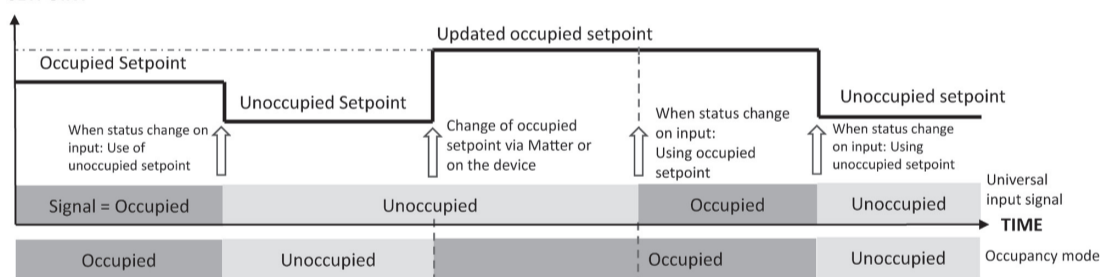 Updated occupied setpoint
Occupied Setpoint
Unoccupied Setpoint
Unoccupied setpoint
When status change on
input: Use of
unoccupied setpoint
Change of occupied
setpoint via Matter or
on the device
When status change
on input:
Using occupied
setpoint
When status change
on input: Using
unoccupied setpoint
Signal = Occupied
Unoccupied
Occupied
Unoccupied
Universal
input signal
TIME
Occupied
Unoccupied
Occupied
Unoccupied
Occupancy mode